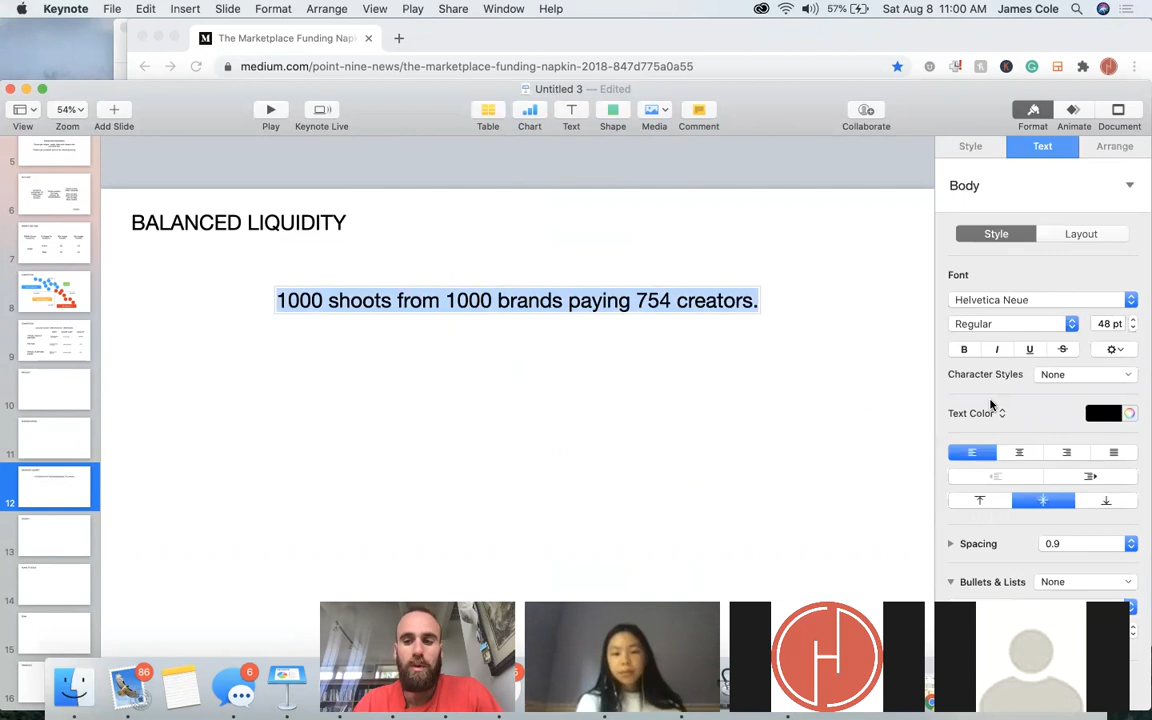 Keynote File Edit Insert Slide Format Arrange View Play Share Window Help
57% Sat Aug 8 11:00 AM James Cole
M The Marketplace Funding Napk
medium.com/point-nine-news/the-marketplace-funding-napkin-2018-847d775a0a55
Untitled 3 — Edited
54%
View Zoom Add Slide Play Keynote Live Table Chart Text Shape Media Comment Collaborate Format Animate Document
Style Text Arrange
Body
Style Layout
Font
Helvetica Neue
Regular 48 pt
B I U S
Character Styles None
Text Color
Spacing 0.9
Bullets & Lists None
5
6
7
8
9
10
11
12
13
14
15
16
BALANCED LIQUIDITY
1000 shoots from 1000 brands paying 754 creators.
86
6
H